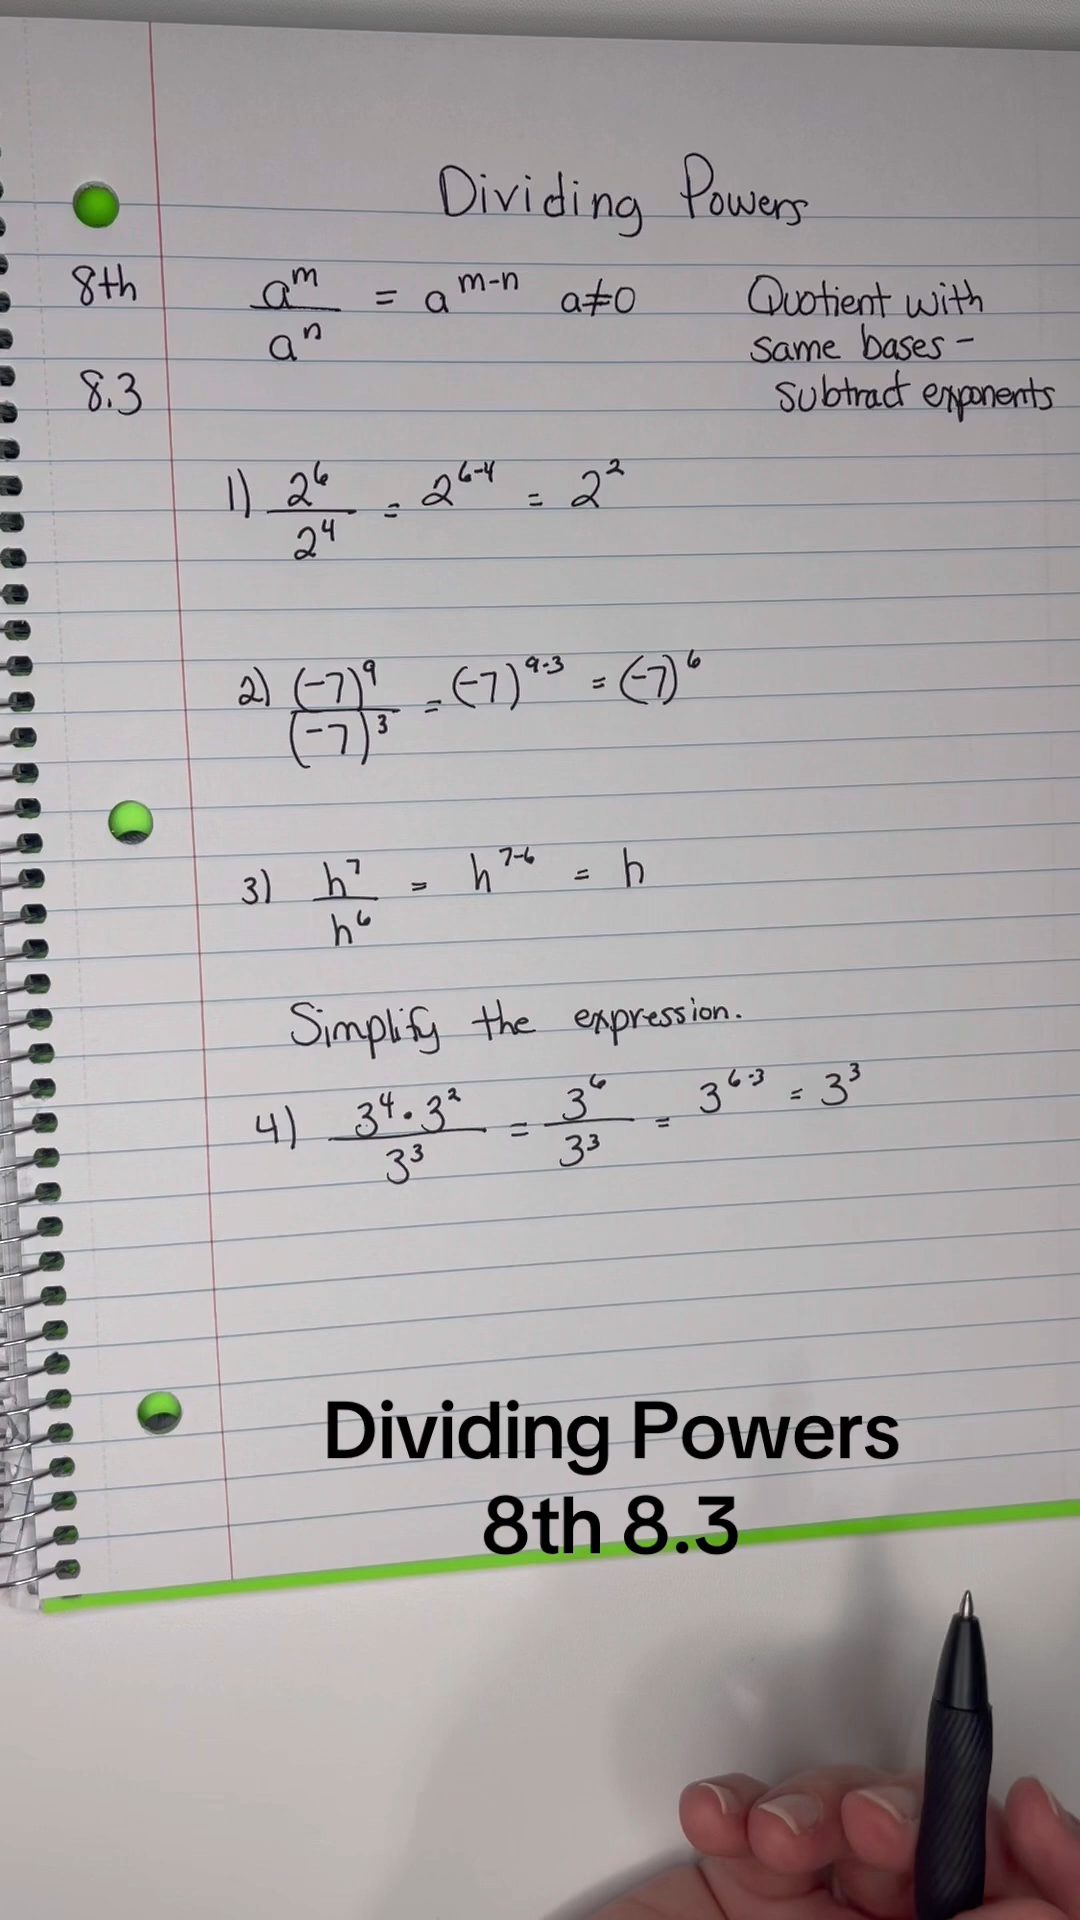 Dividing Powers
8th
a^m/a^n = a^(m-n) a≠0
Quotient with
same bases -
subtract exponents
8.3
1) 2^6/2^4 = 2^(6-4) = 2^2
2) (-7)^9/(-7)^3 = (-7)^(9-3) = (-7)^6
3) h^7/h^6 = h^(7-6) = h
Simplify the expression.
4) 3^4 · 3^2/3^3 = 3^6/3^3 = 3^(6-3) = 3^3
Dividing Powers
8th 8.3